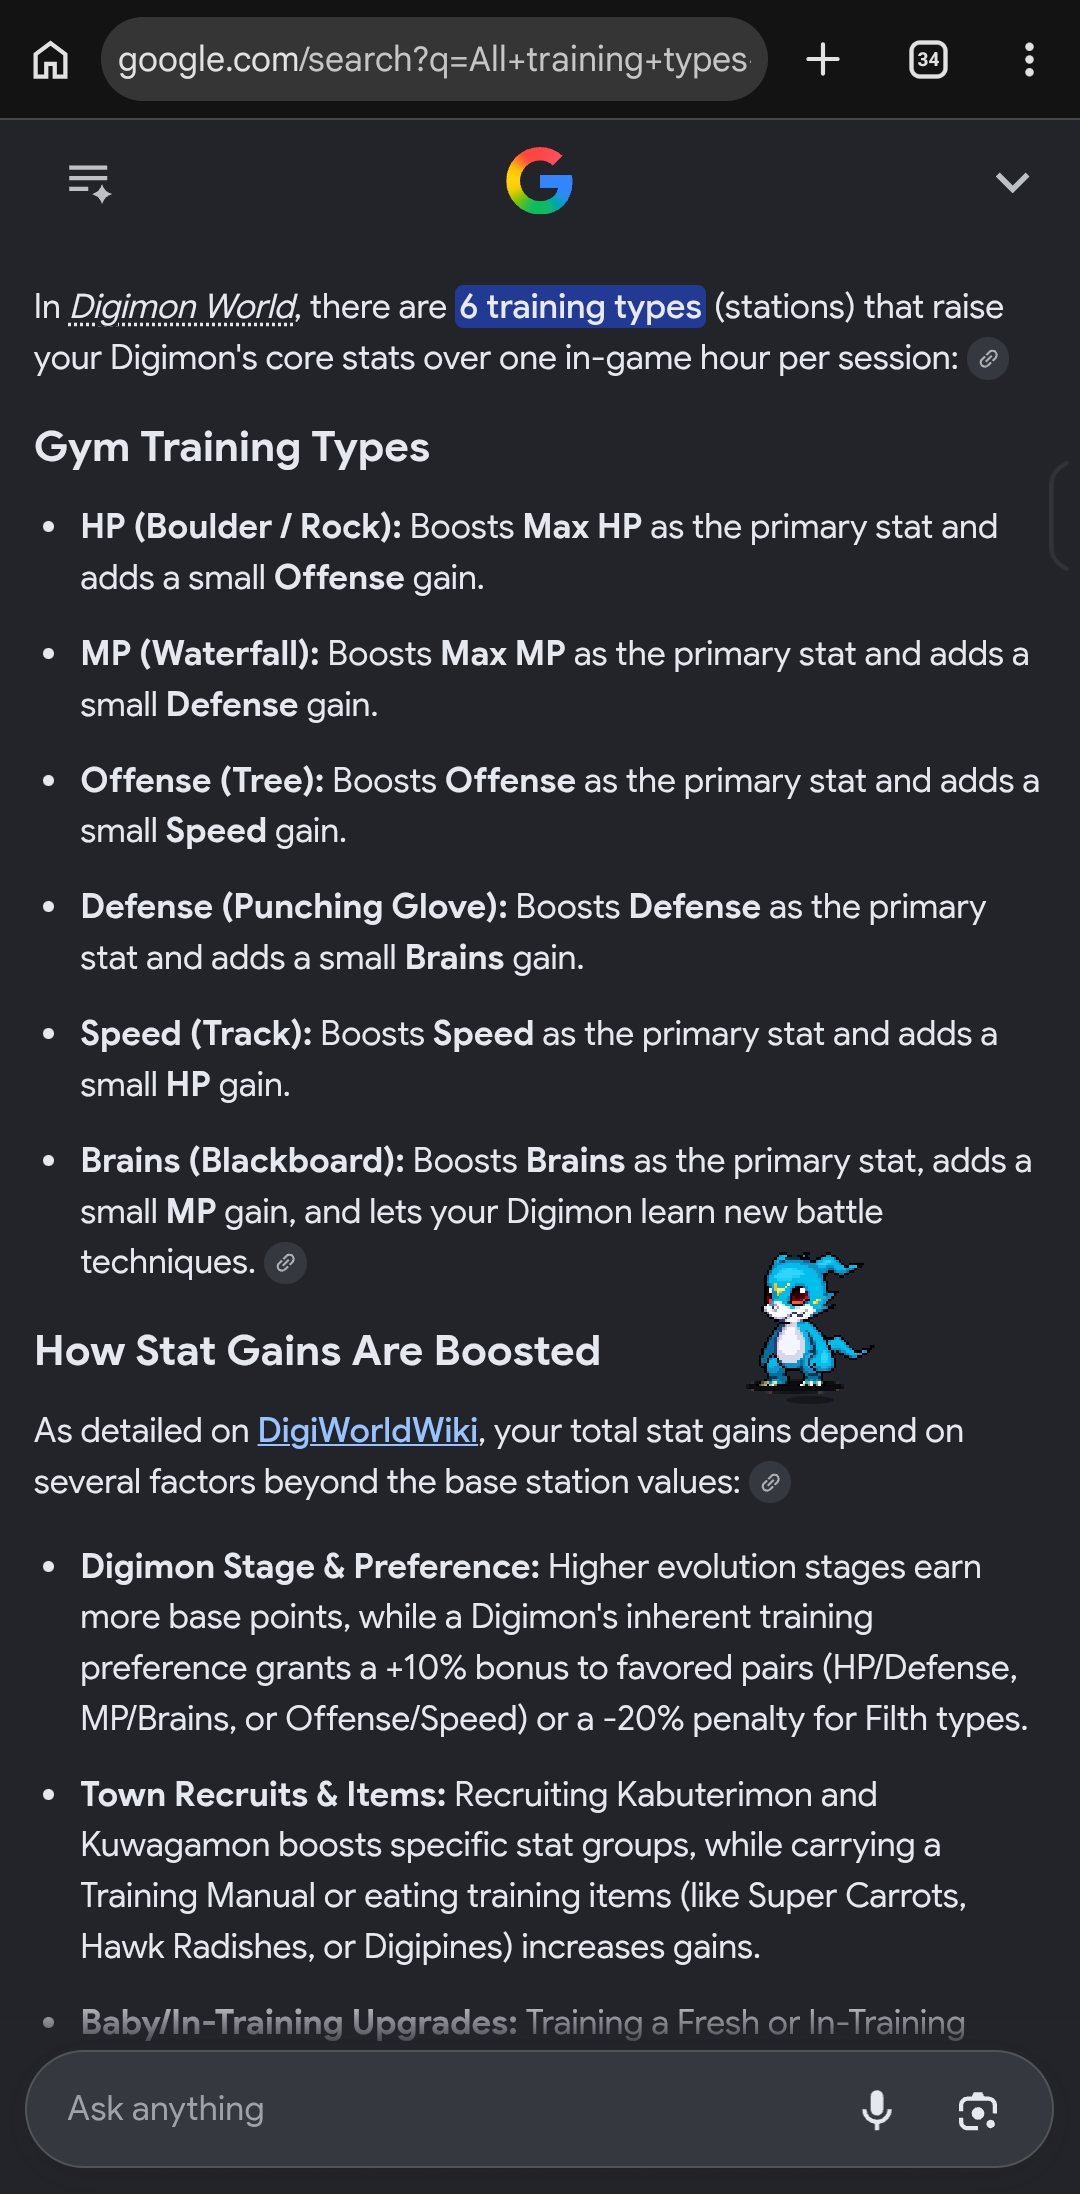 google.com/search?q=All+training+types
34
In Digimon World, there are 6 training types (stations) that raise
your Digimon's core stats over one in-game hour per session:
Gym Training Types
• HP (Boulder / Rock): Boosts Max HP as the primary stat and
adds a small Offense gain.
• MP (Waterfall): Boosts Max MP as the primary stat and adds a
small Defense gain.
• Offense (Tree): Boosts Offense as the primary stat and adds a
small Speed gain.
• Defense (Punching Glove): Boosts Defense as the primary
stat and adds a small Brains gain.
• Speed (Track): Boosts Speed as the primary stat and adds a
small HP gain.
• Brains (Blackboard): Boosts Brains as the primary stat, adds a
small MP gain, and lets your Digimon learn new battle
techniques.
How Stat Gains Are Boosted
As detailed on DigiWorldWiki, your total stat gains depend on
several factors beyond the base station values:
• Digimon Stage & Preference: Higher evolution stages earn
more base points, while a Digimon's inherent training
preference grants a +10% bonus to favored pairs (HP/Defense,
MP/Brains, or Offense/Speed) or a -20% penalty for Filth types.
• Town Recruits & Items: Recruiting Kabuterimon and
Kuwagamon boosts specific stat groups, while carrying a
Training Manual or eating training items (like Super Carrots,
Hawk Radishes, or Digipines) increases gains.
• Baby/In-Training Upgrades: Training a Fresh or In-Training
Ask anything